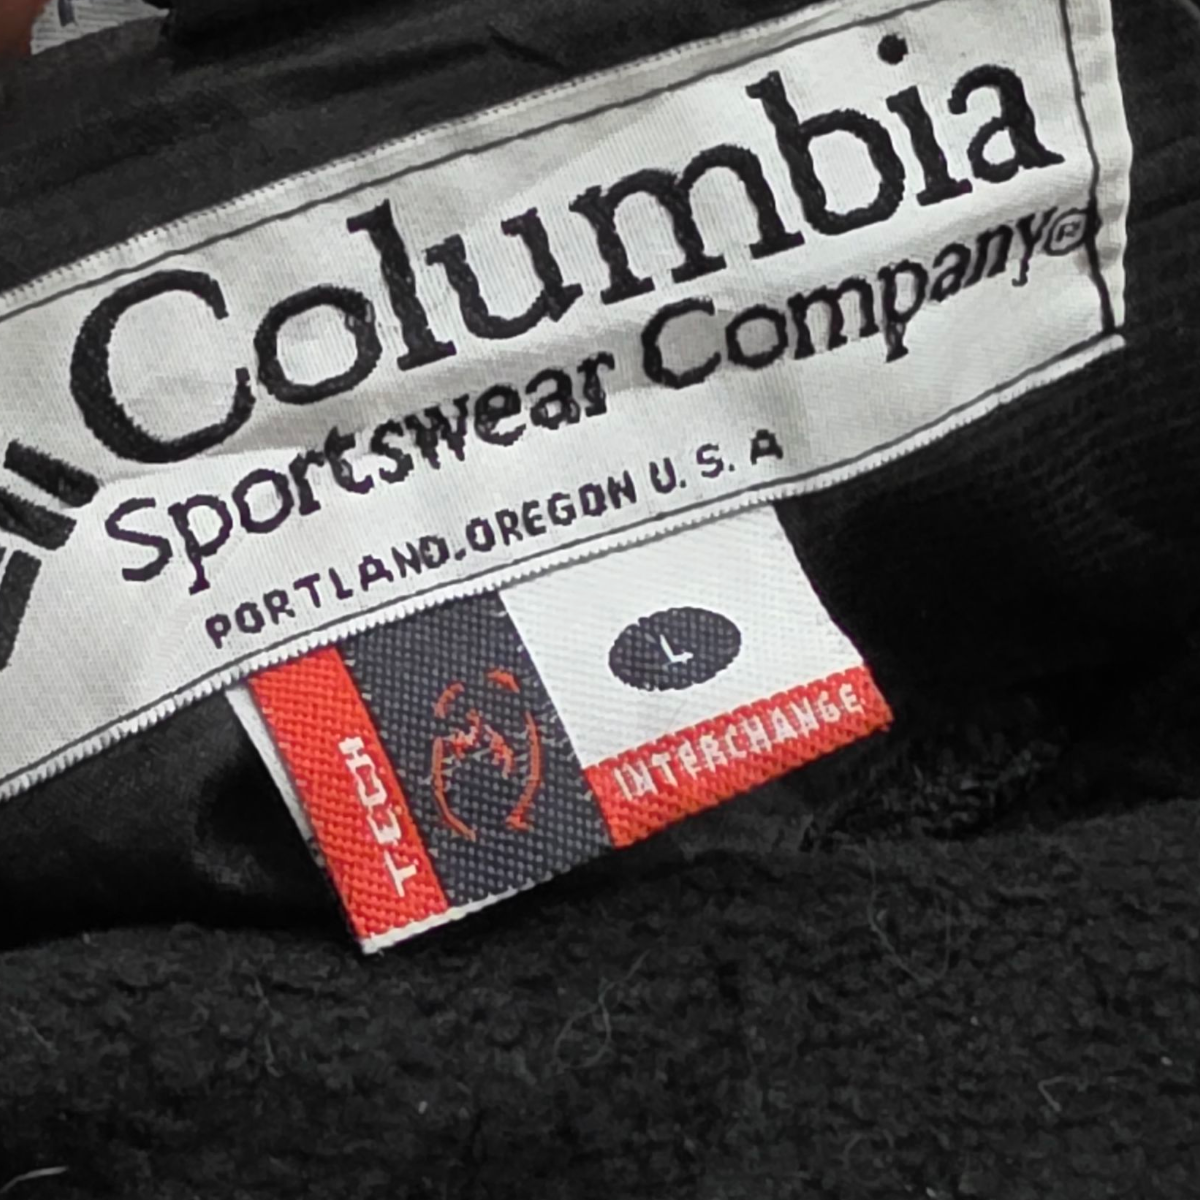 Columbia
Sportswear Company®
PORTLAND.OREGON U.S.A
TECH
L
INTERCHANGE